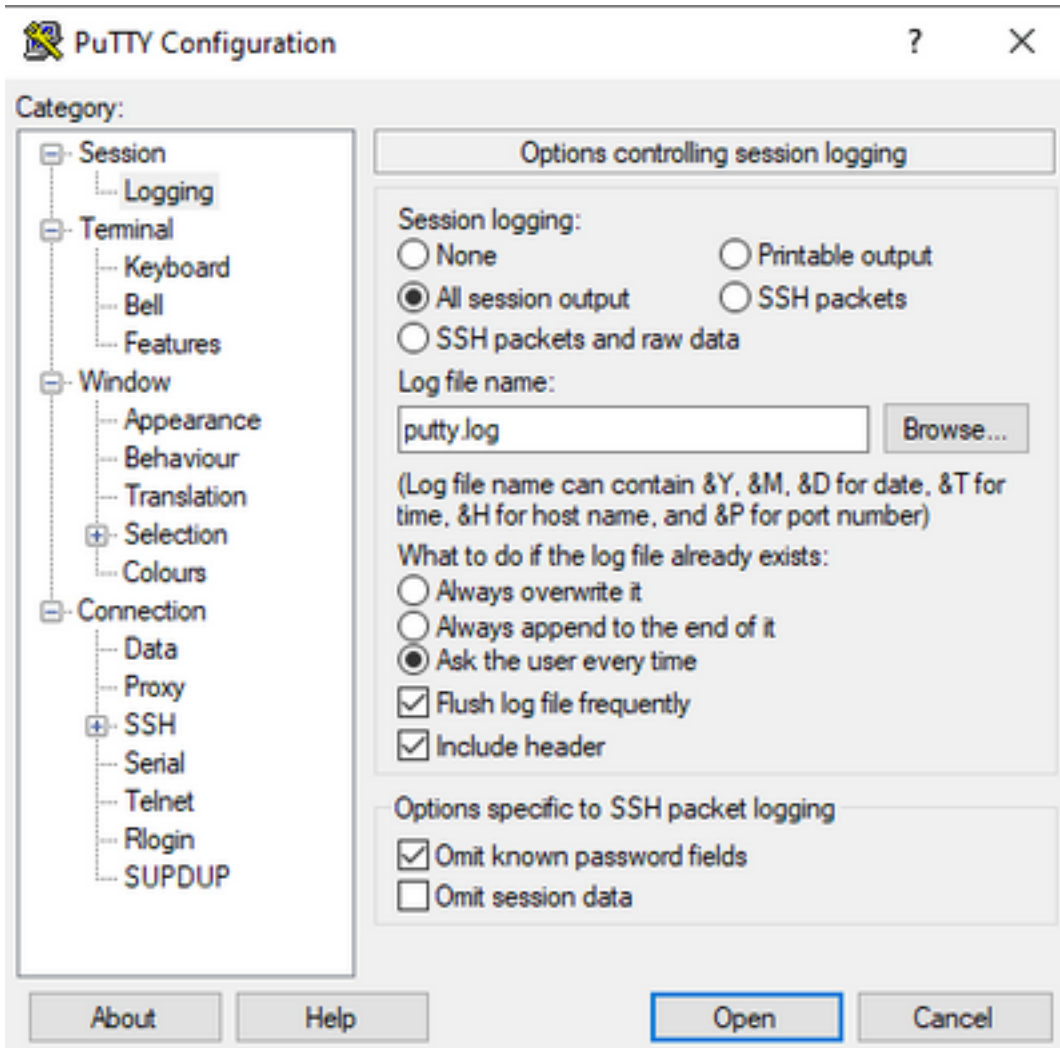 PuTTY Configuration
?
Category:
Session
Logging
Terminal
Keyboard
Bell
Features
Window
Appearance
Behaviour
Translation
Selection
Colours
Connection
Data
Proxy
SSH
Serial
Telnet
Rlogin
SUPDUP
Options controlling session logging
Session logging:
None
Printable output
All session output
SSH packets
SSH packets and raw data
Log file name:
putty.log
Browse...
(Log file name can contain &Y, &M, &D for date, &T for
time, &H for host name, and &P for port number)
What to do if the log file already exists:
Always overwrite it
Always append to the end of it
Ask the user every time
Flush log file frequently
Include header
Options specific to SSH packet logging
Omit known password fields
Omit session data
About
Help
Open
Cancel